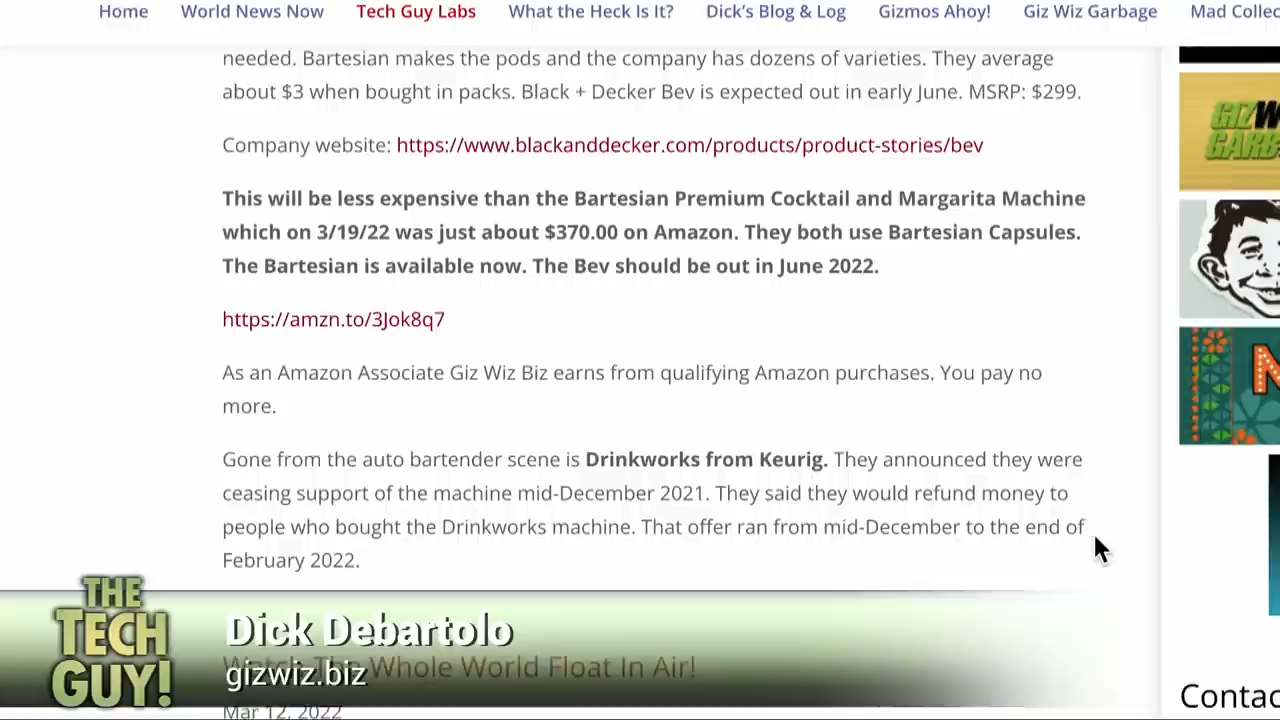 Home World News Now Tech Guy Labs What the Heck Is It? Dick's Blog & Log Gizmos Ahoy! Giz Wiz Garbage Mad
needed. Bartesian makes the pods and the company has dozens of varieties. They average
about $3 when bought in packs. Black + Decker Bev is expected out in early June. MSRP: $299.
Company website: https://www.blackanddecker.com/products/product-stories/bev
This will be less expensive than the Bartesian Premium Cocktail and Margarita Machine
which on 3/19/22 was just about $370.00 on Amazon. They both use Bartesian Capsules.
The Bartesian is available now. The Bev should be out in June 2022.
https://amzn.to/3Jok8q7
As an Amazon Associate Giz Wiz Biz earns from qualifying Amazon purchases. You pay no
more.
Gone from the auto bartender scene is Drinkworks from Keurig. They announced they were
ceasing support of the machine mid-December 2021. They said they would refund money to
people who bought the Drinkworks machine. That offer ran from mid-December to the end of
February 2022.
THE
TECH
GUY!
Dick Debartolo
gizwiz.biz
Watch The Whole World Float In Air!
Mar 12, 2022